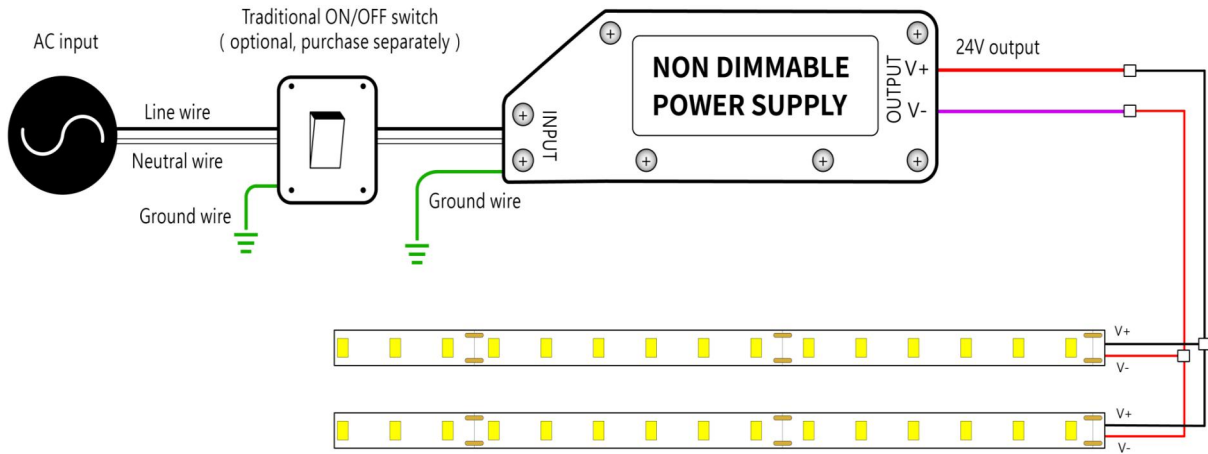 AC input
Traditional ON/OFF switch
( optional, purchase separately )
Line wire
Neutral wire
Ground wire
Ground wire
INPUT
NON DIMMABLE
POWER SUPPLY
OUTPUT
V+
V-
24V output
V+
V-
V+
V-